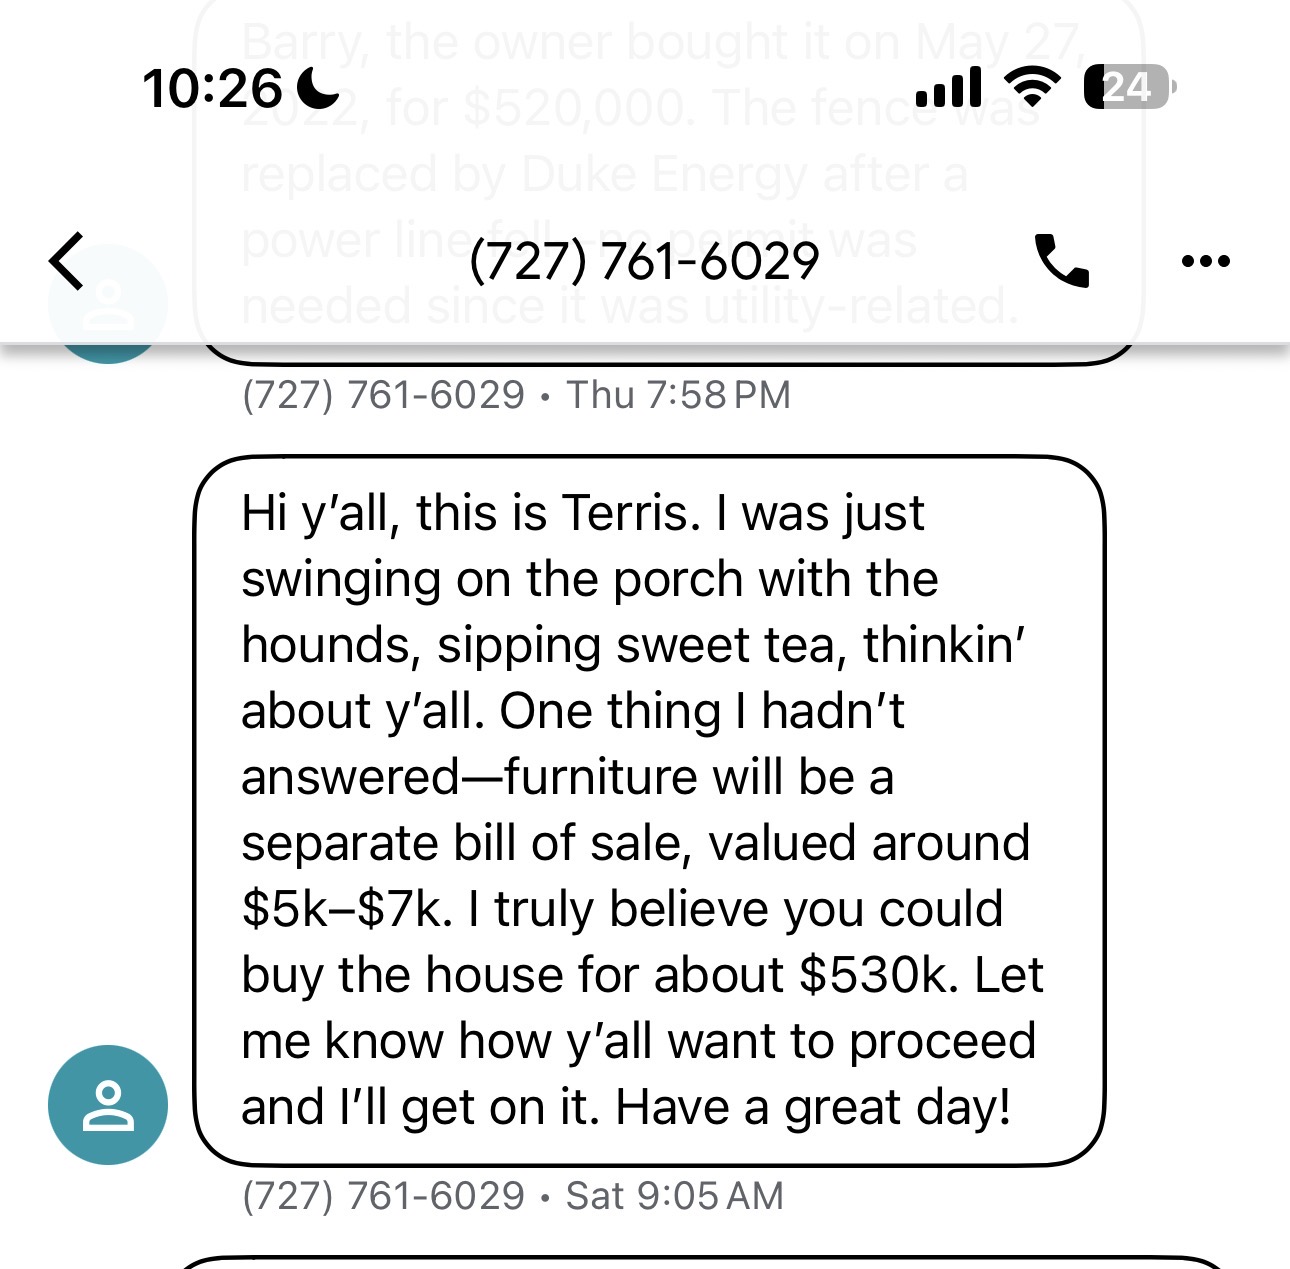 Barry, the owner bought it on May 27,
10:26
24
2022, for $520,000. The fence was
replaced by Duke Energy after a
power line fell—no permit was
(727) 761-6029
needed since it was utility-related.
(727) 761-6029 • Thu 7:58 PM
Hi y’all, this is Terris. I was just
swinging on the porch with the
hounds, sipping sweet tea, thinkin’
about y’all. One thing I hadn’t
answered—furniture will be a
separate bill of sale, valued around
$5k–$7k. I truly believe you could
buy the house for about $530k. Let
me know how y’all want to proceed
and I’ll get on it. Have a great day!
(727) 761-6029 • Sat 9:05 AM